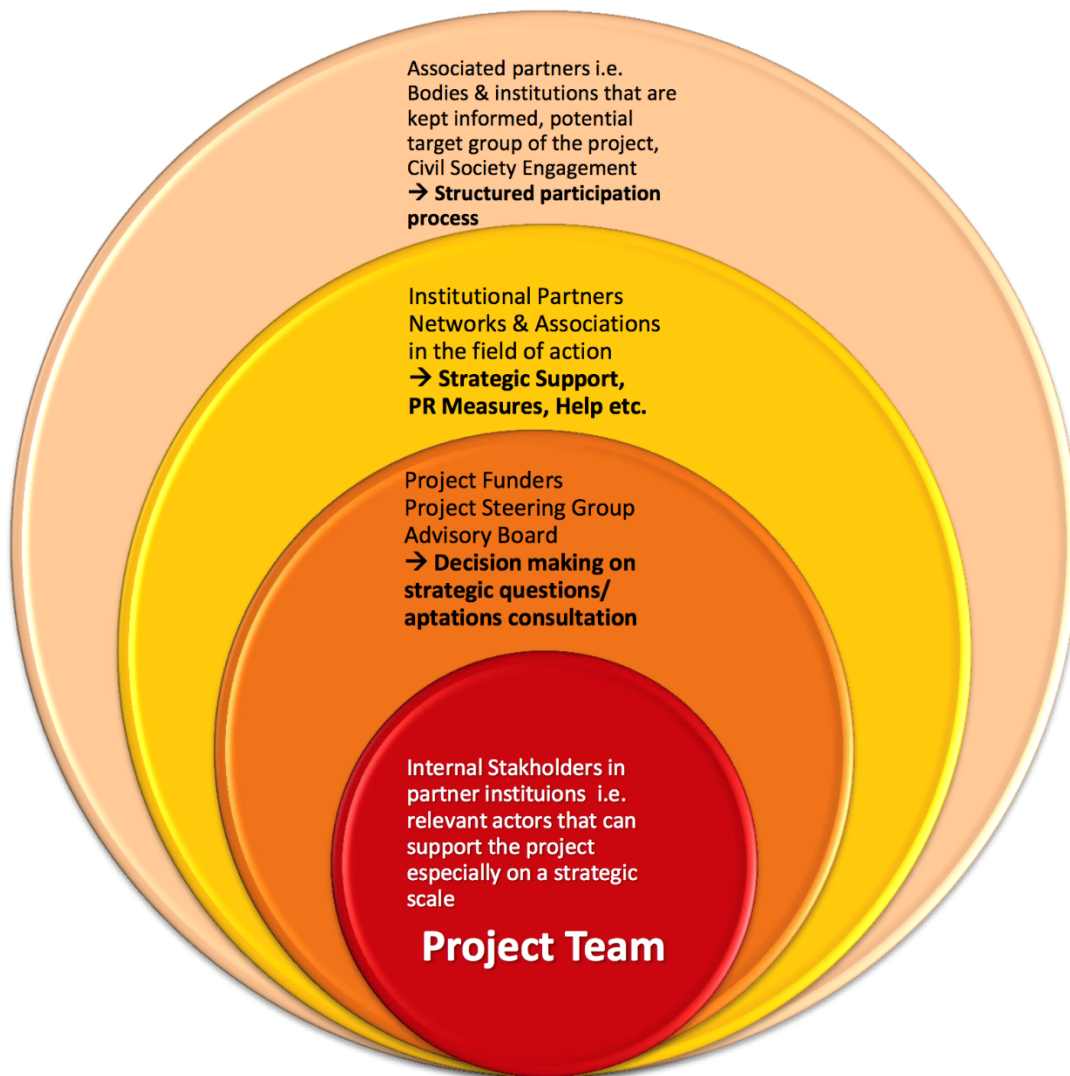 Associated partners i.e.
Bodies & institutions that are
kept informed, potential
target group of the project,
Civil Society Engagement
→ Structured participation
process
Institutional Partners
Networks & Associations
in the field of action
→ Strategic Support,
PR Measures, Help etc.
Project Funders
Project Steering Group
Advisory Board
→ Decision making on
strategic questions/
aptations consultation
Internal Stakholders in
partner instituions i.e.
relevant actors that can
support the project
especially on a strategic
scale
Project Team